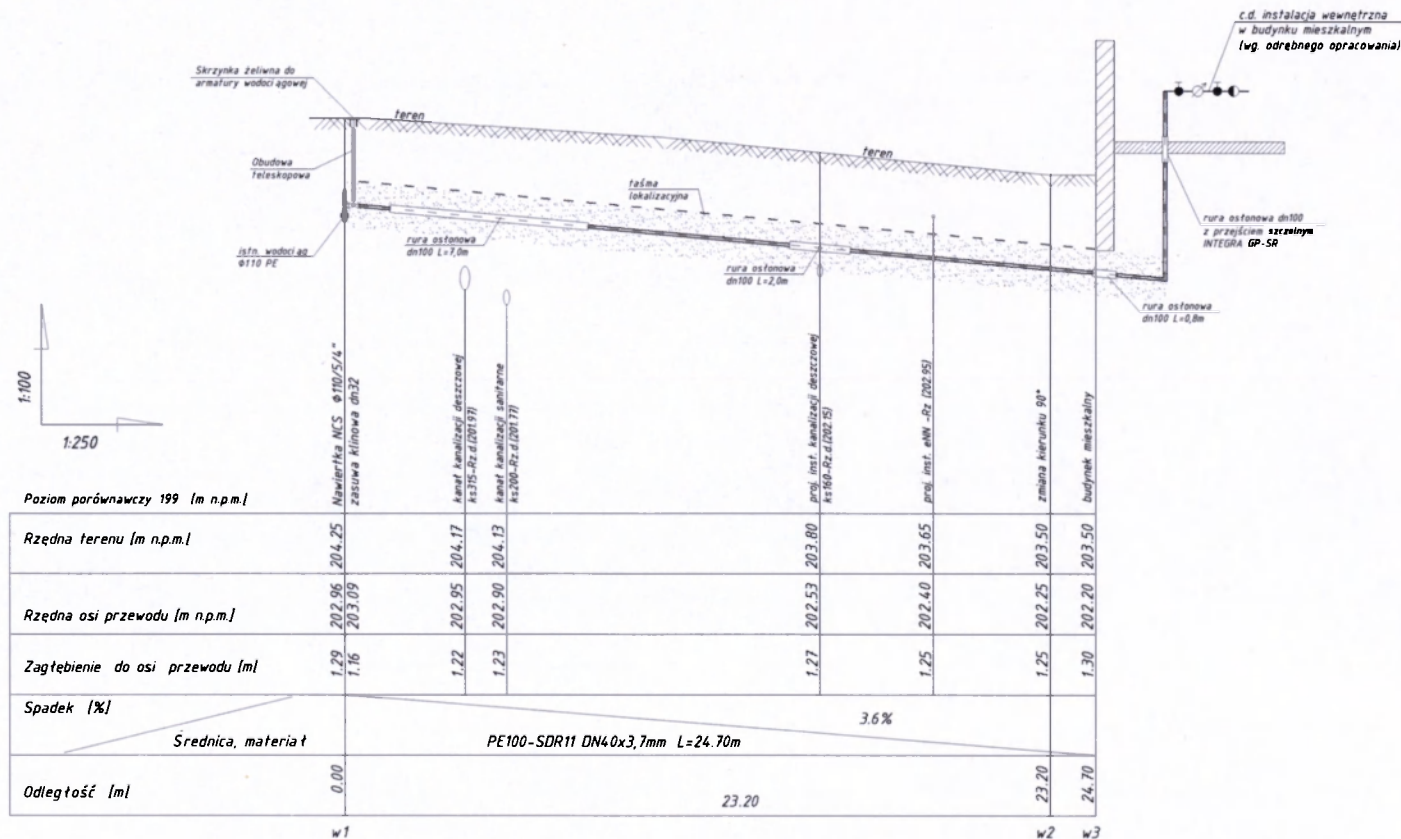 c.d. instalacja wewnętrzna
w budynku mieszkalnym
(wg. odrębnego opracowania)
Skrzynka żeliwna do
armatury wodociągowej
teren
Obudowa
teleskopowa
teren
taśma
lokalizacyjna
istn. wodociąg
Φ110 PE
rura osłonowa
dn100 L=7,0m
rura osłonowa
dn100 L=2,0m
rura osłonowa dn100
z przejściem szczelnym
INTEGRA GP-SR
rura osłonowa
dn100 L=0,8m
1:100
1:250
Nawiertka NCS Φ110/5/4"
zasuwa klinowa dn32
kanał kanalizacji deszczowej
ks315-Rz.d.(201.97)
kanał kanalizacji sanitarne
ks200-Rz.d.(201.77)
proj. inst. kanalizacji deszczowej
ks160-Rz.d.(202.15)
proj. inst. eNN -Rz (202.95)
zmiana kierunku 90°
budynek mieszkalny
Poziom porównawczy 199 [m n.p.m.]
Rzędna terenu [m n.p.m.] 204.25 204.17 204.13 203.80 203.65 203.50 203.50
Rzędna osi przewodu [m n.p.m.] 202.96 203.09 202.95 202.90 202.53 202.40 202.25 202.20
Zagłębienie do osi przewodu [m] 1.29 1.16 1.22 1.23 1.27 1.25 1.25 1.30
Spadek [%] 3.6%
Średnica, materiał PE100-SDR11 DN40x3,7mm L=24.70m
Odległość [m] 0.00 23.20 23.20 24.70
w1 w2 w3